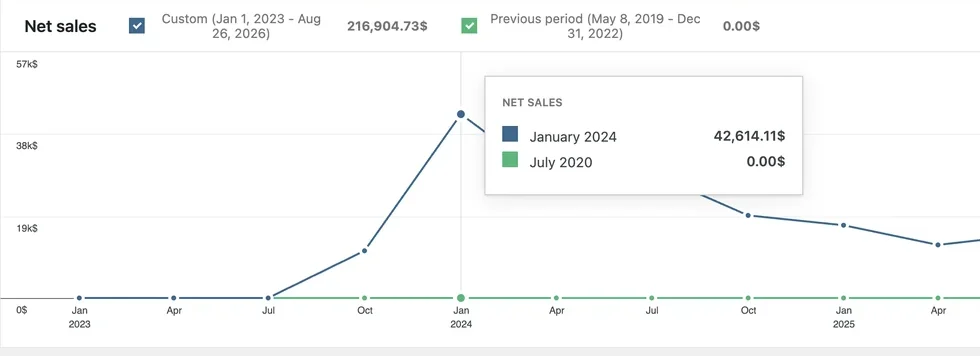 Net sales
Custom (Jan 1, 2023 - Aug
26, 2026)
216,904.73$
Previous period (May 8, 2019 - Dec
31, 2022)
0.00$
57k$
38k$
19k$
0$
NET SALES
January 2024 42,614.11$
July 2020 0.00$
Jan Apr Jul Oct Jan Apr Jul Oct Jan Apr
2023 2024 2025